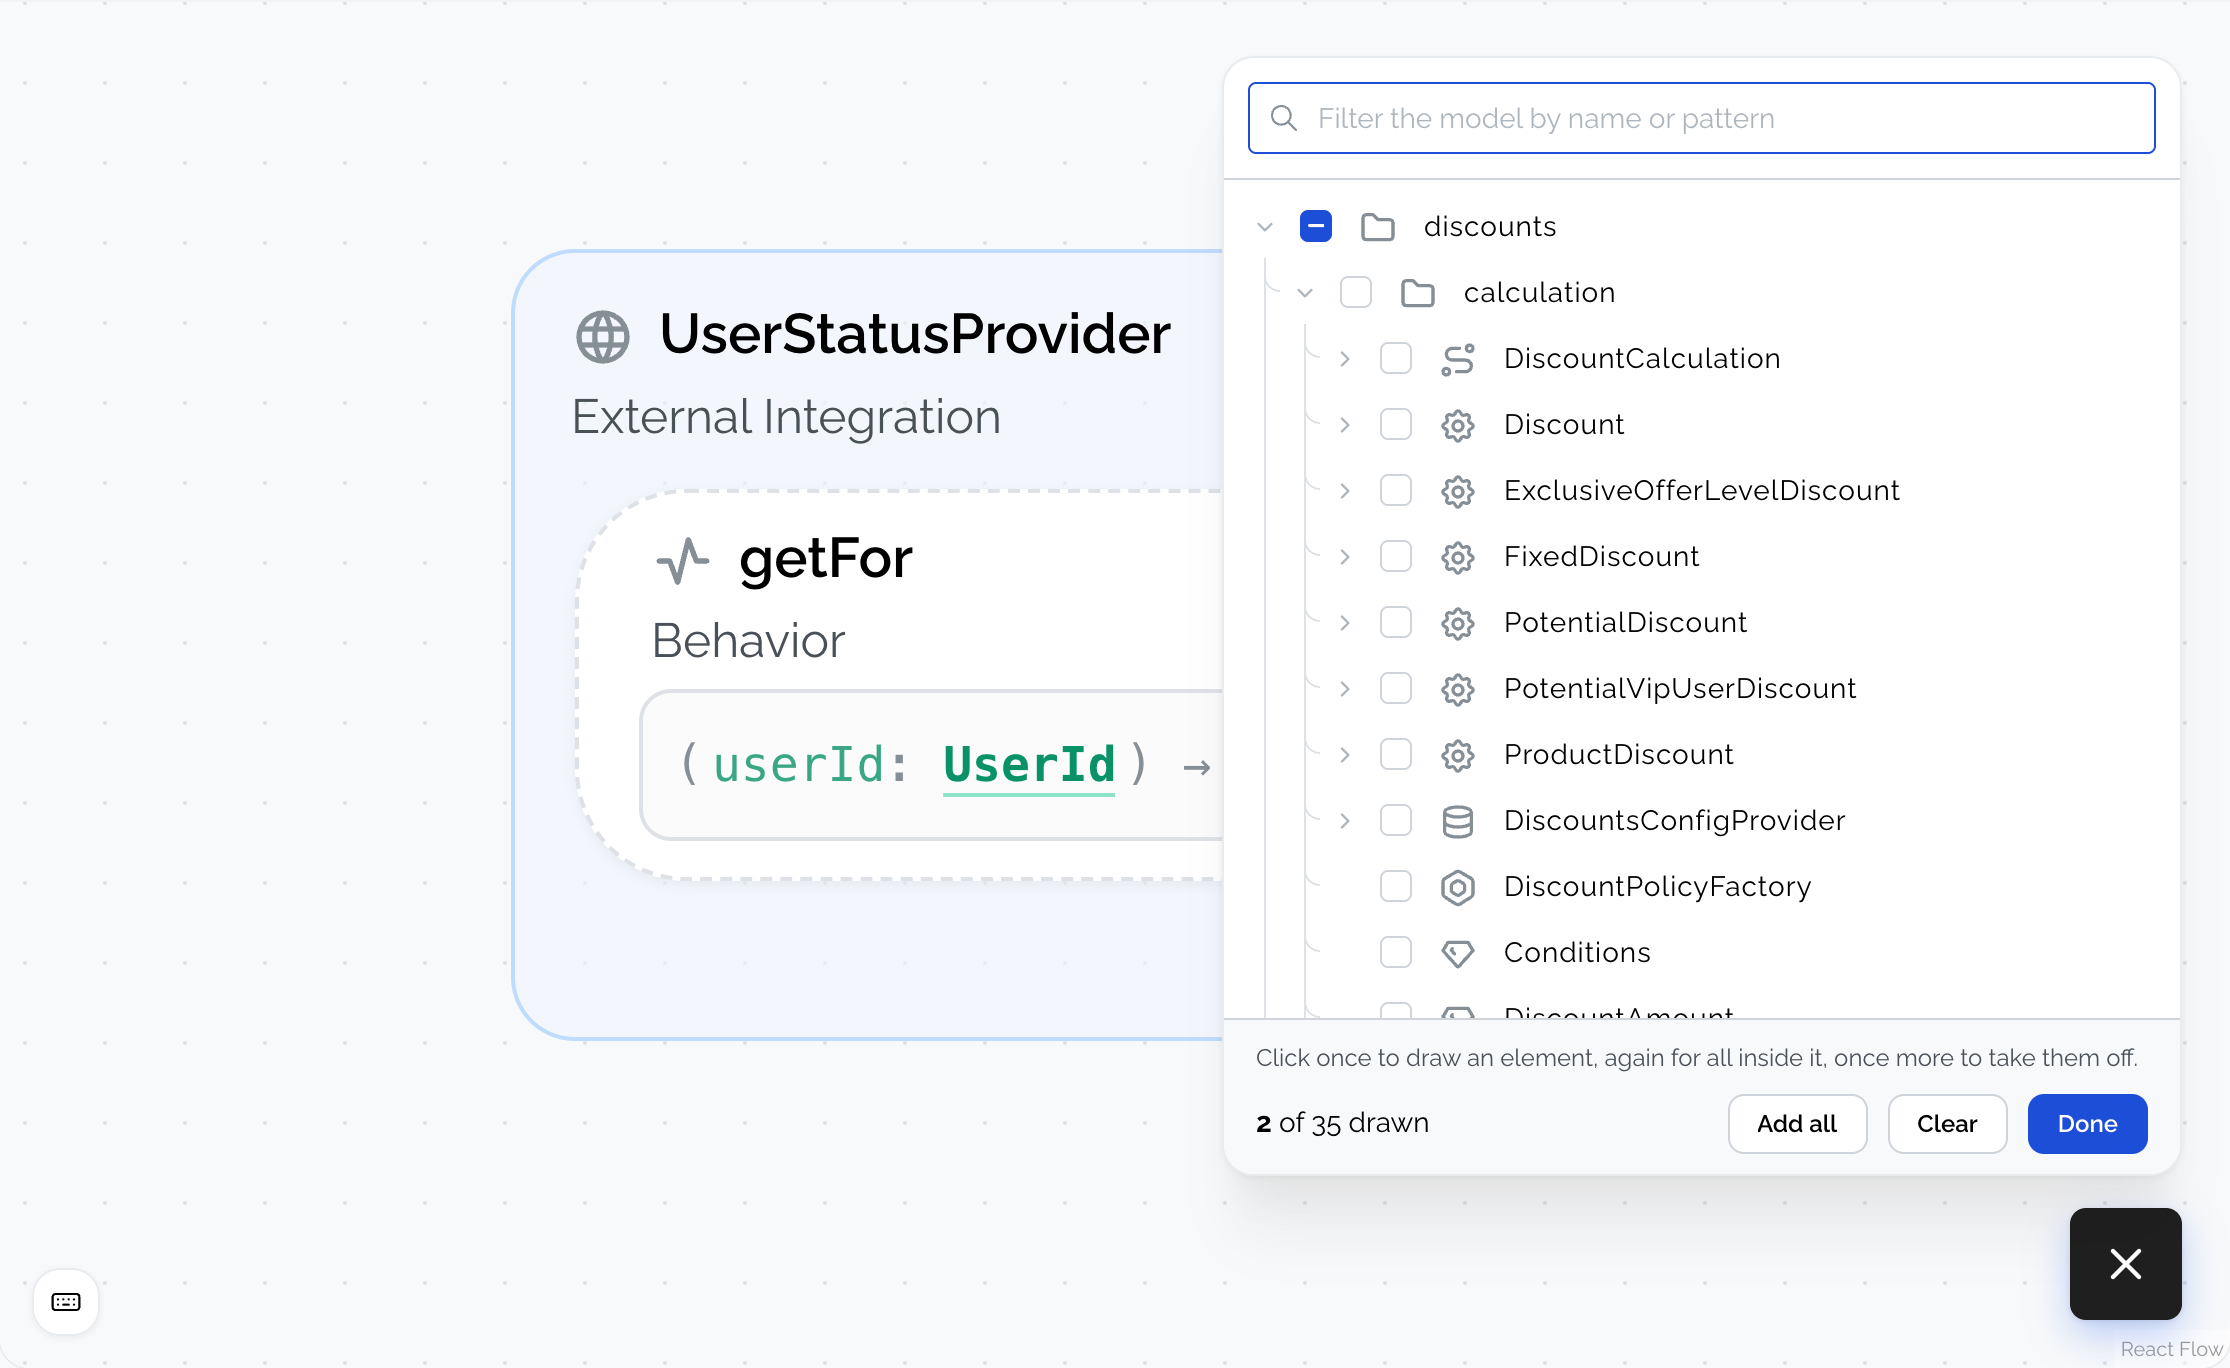 Filter the model by name or pattern
discounts
calculation
DiscountCalculation
Discount
ExclusiveOfferLevelDiscount
FixedDiscount
PotentialDiscount
PotentialVipUserDiscount
ProductDiscount
DiscountsConfigProvider
DiscountPolicyFactory
Conditions
DiscountAmount
Click once to draw an element, again for all inside it, once more to take them off.
2 of 35 drawn
Add all
Clear
Done
UserStatusProvider
External Integration
getFor
Behavior
(userId: UserId) →
React Flow